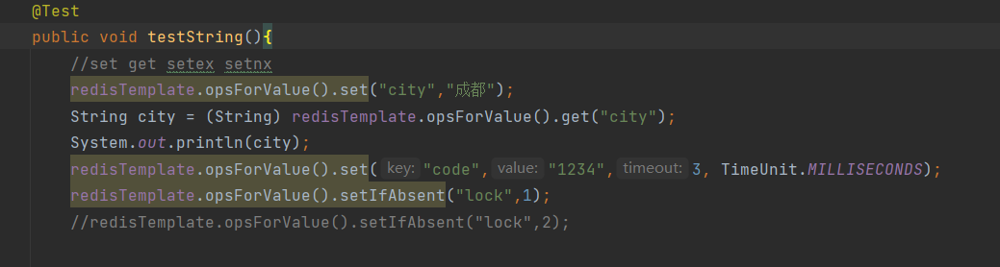 @Test
public void testString(){
//set get setex setnx
redisTemplate.opsForValue().set("city","成都");
String city = (String) redisTemplate.opsForValue().get("city");
System.out.println(city);
redisTemplate.opsForValue().set( key: "code", value: "1234", timeout: 3, TimeUnit.MILLISECONDS);
redisTemplate.opsForValue().setIfAbsent("lock",1);
//redisTemplate.opsForValue().setIfAbsent("lock",2);